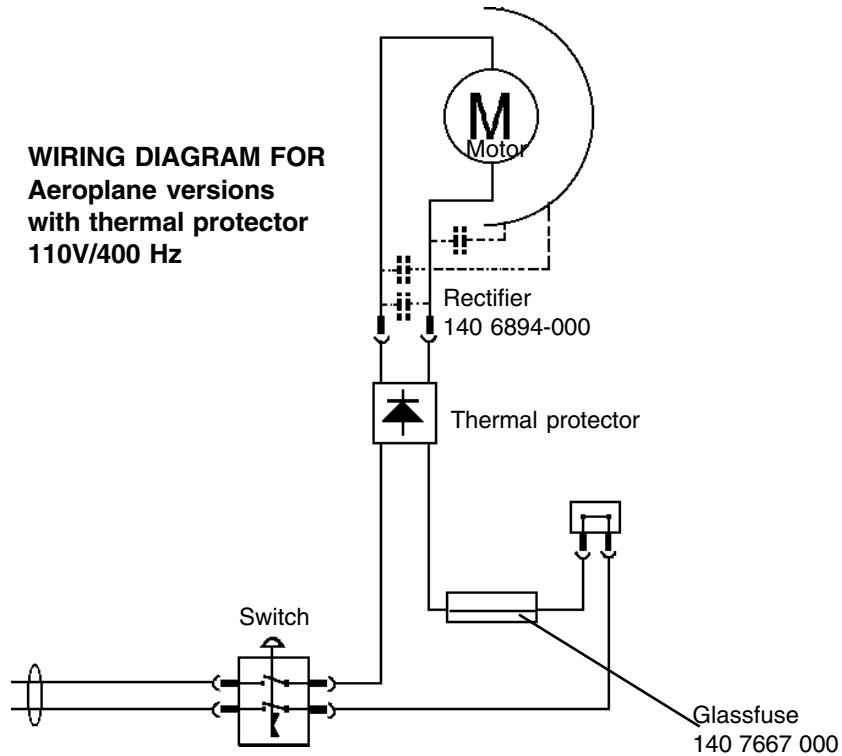 WIRING DIAGRAM FOR
Aeroplane versions
with thermal protector
110V/400 Hz
M
Motor
Rectifier
140 6894-000
Thermal protector
Switch
Glassfuse
140 7667 000